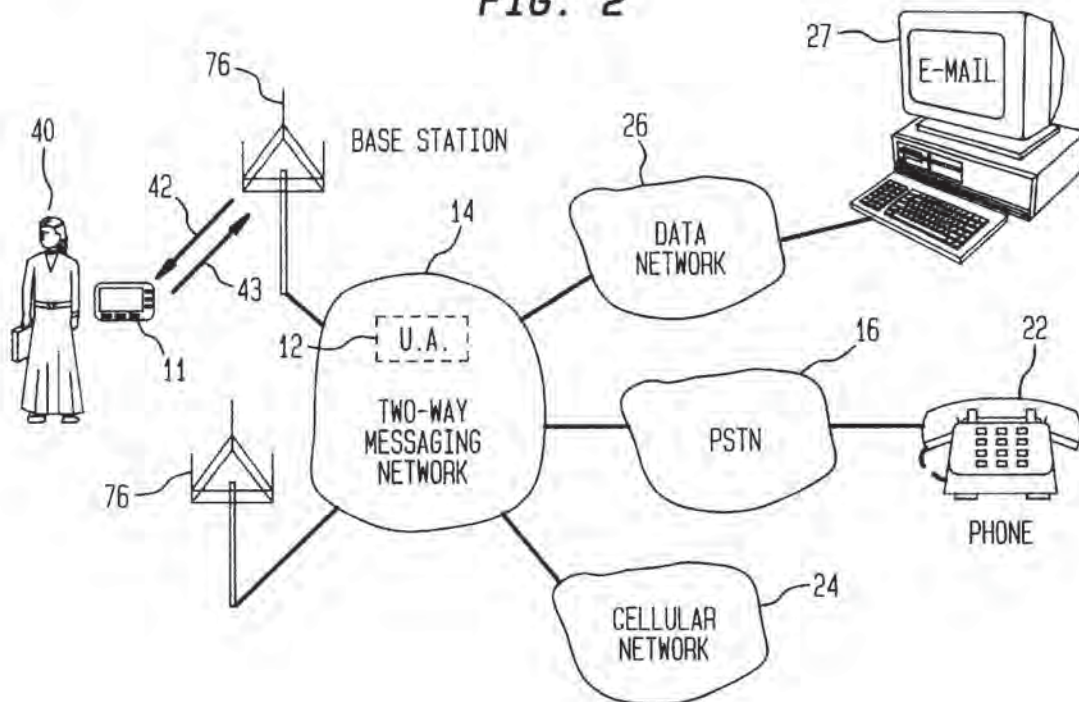 FIG. 2
27
E-MAIL
76
40
BASE STATION
26
42
14
DATA
NETWORK
43
12
U.A.
16
22
11
TWO-WAY
MESSAGING
NETWORK
PSTN
76
PHONE
24
CELLULAR
NETWORK